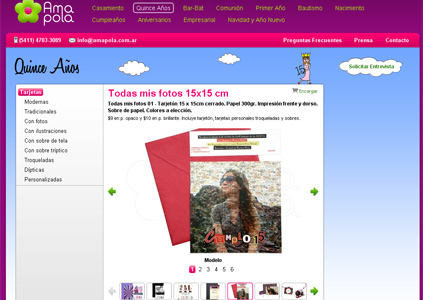 Ama
pola
Casamiento Quince Años Bar-Bat Comunión Primer Año Bautismo Nacimiento
Cumpleaños Aniversarios Empresarial Navidad y Año Nuevo
(5411) 4703-3089 info@amapola.com.ar Preguntas Frecuentes Prensa Contacto
Quince Años
15
Solicitar Entrevista
Tarjetas
Modernas
Tradicionales
Con fotos
Con ilustraciones
Con sobre de tela
Con sobre tríptico
Troqueladas
Dípticas
Personalizadas
Todas mis fotos 15x15 cm
Encargar
Todas mis fotos 01 - Tarjetón 15 x 15cm cerrado. Papel 300gr. Impresión frente y dorso.
Sobre de papel. Colores a elección.
$9 en p. opaco y $10 en p. brillante. Incluye tarjetón, tarjetas personales troqueladas y sobres.
Modelo
1 2 3 4 5 6